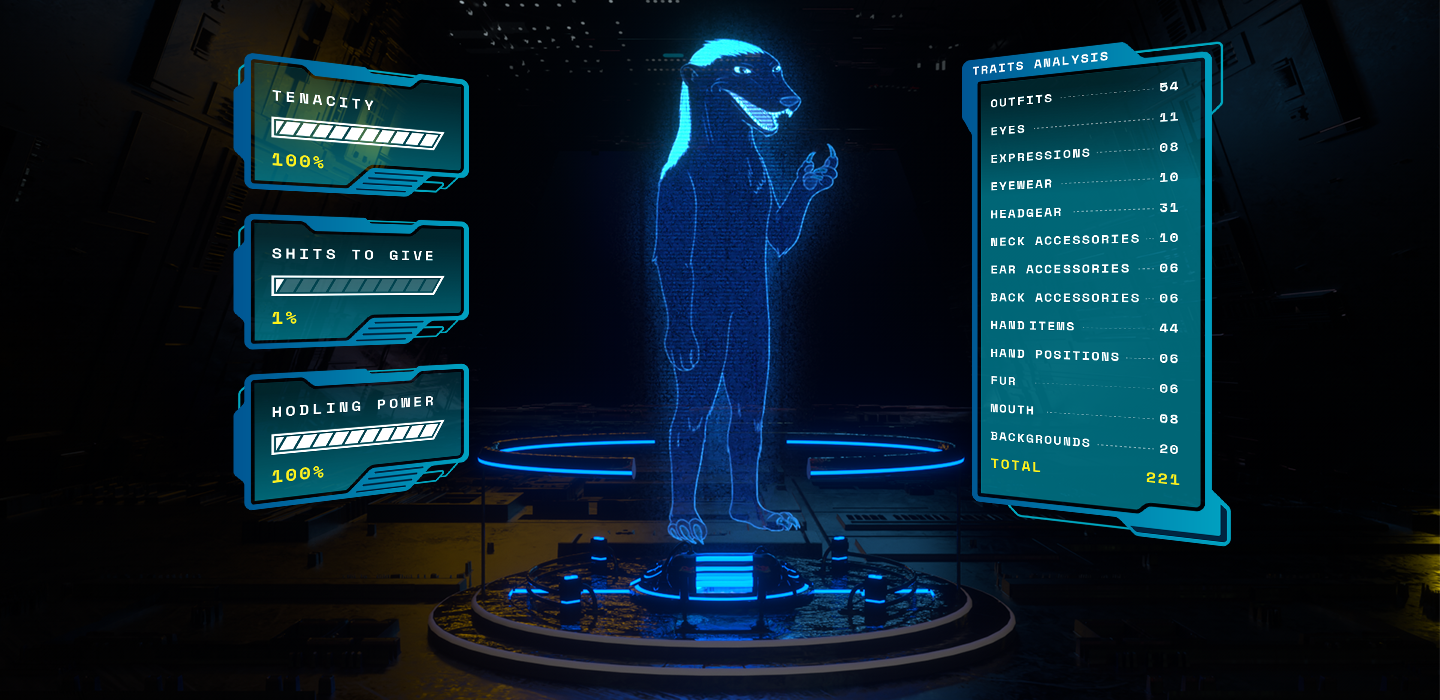 TENACITY
100%
SHITS TO GIVE
1%
HODLING POWER
100%
TRAITS ANALYSIS
OUTFITS 54
EYES 11
EXPRESSIONS 08
EYEWEAR 10
HEADGEAR 31
NECK ACCESSORIES 10
EAR ACCESSORIES 06
BACK ACCESSORIES 06
HAND ITEMS 44
HAND POSITIONS 06
FUR 06
MOUTH 08
BACKGROUNDS 20
TOTAL 221